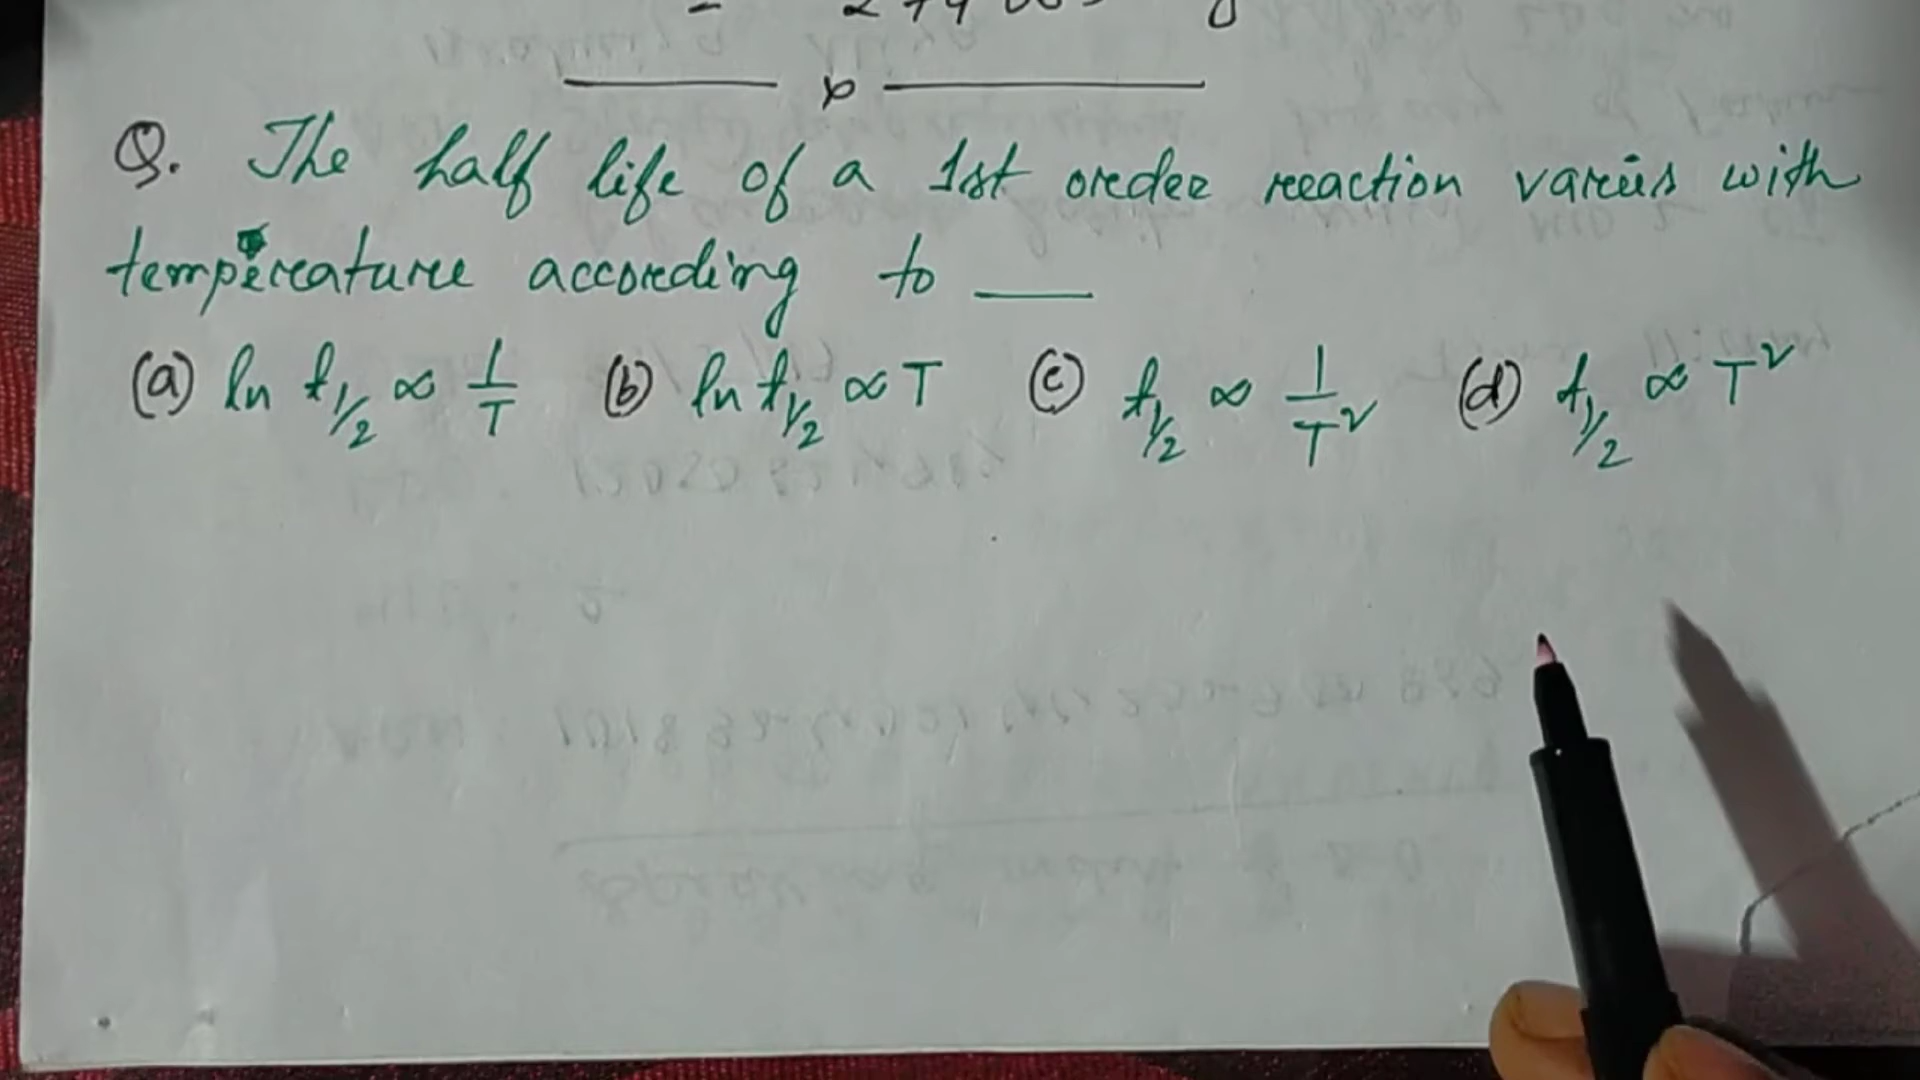 Q. The half life of a 1st order reaction varies with
temperature according to ___
(a) ln t1/2 ∝ 1/T (b) ln t1/2 ∝ T (c) t1/2 ∝ 1/T² (d) t1/2 ∝ T²